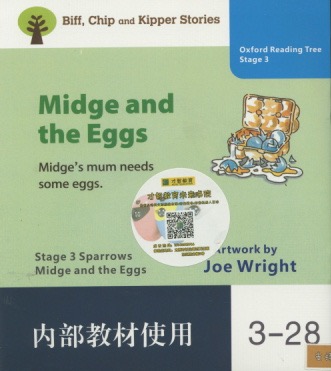 Biff, Chip and Kipper Stories
Oxford Reading Tree
Stage 3
Midge and
the Eggs
Midge's mum needs
some eggs.
Stage 3 Sparrows
Midge and the Eggs
Artwork by
Joe Wright
内部教材使用
3-28